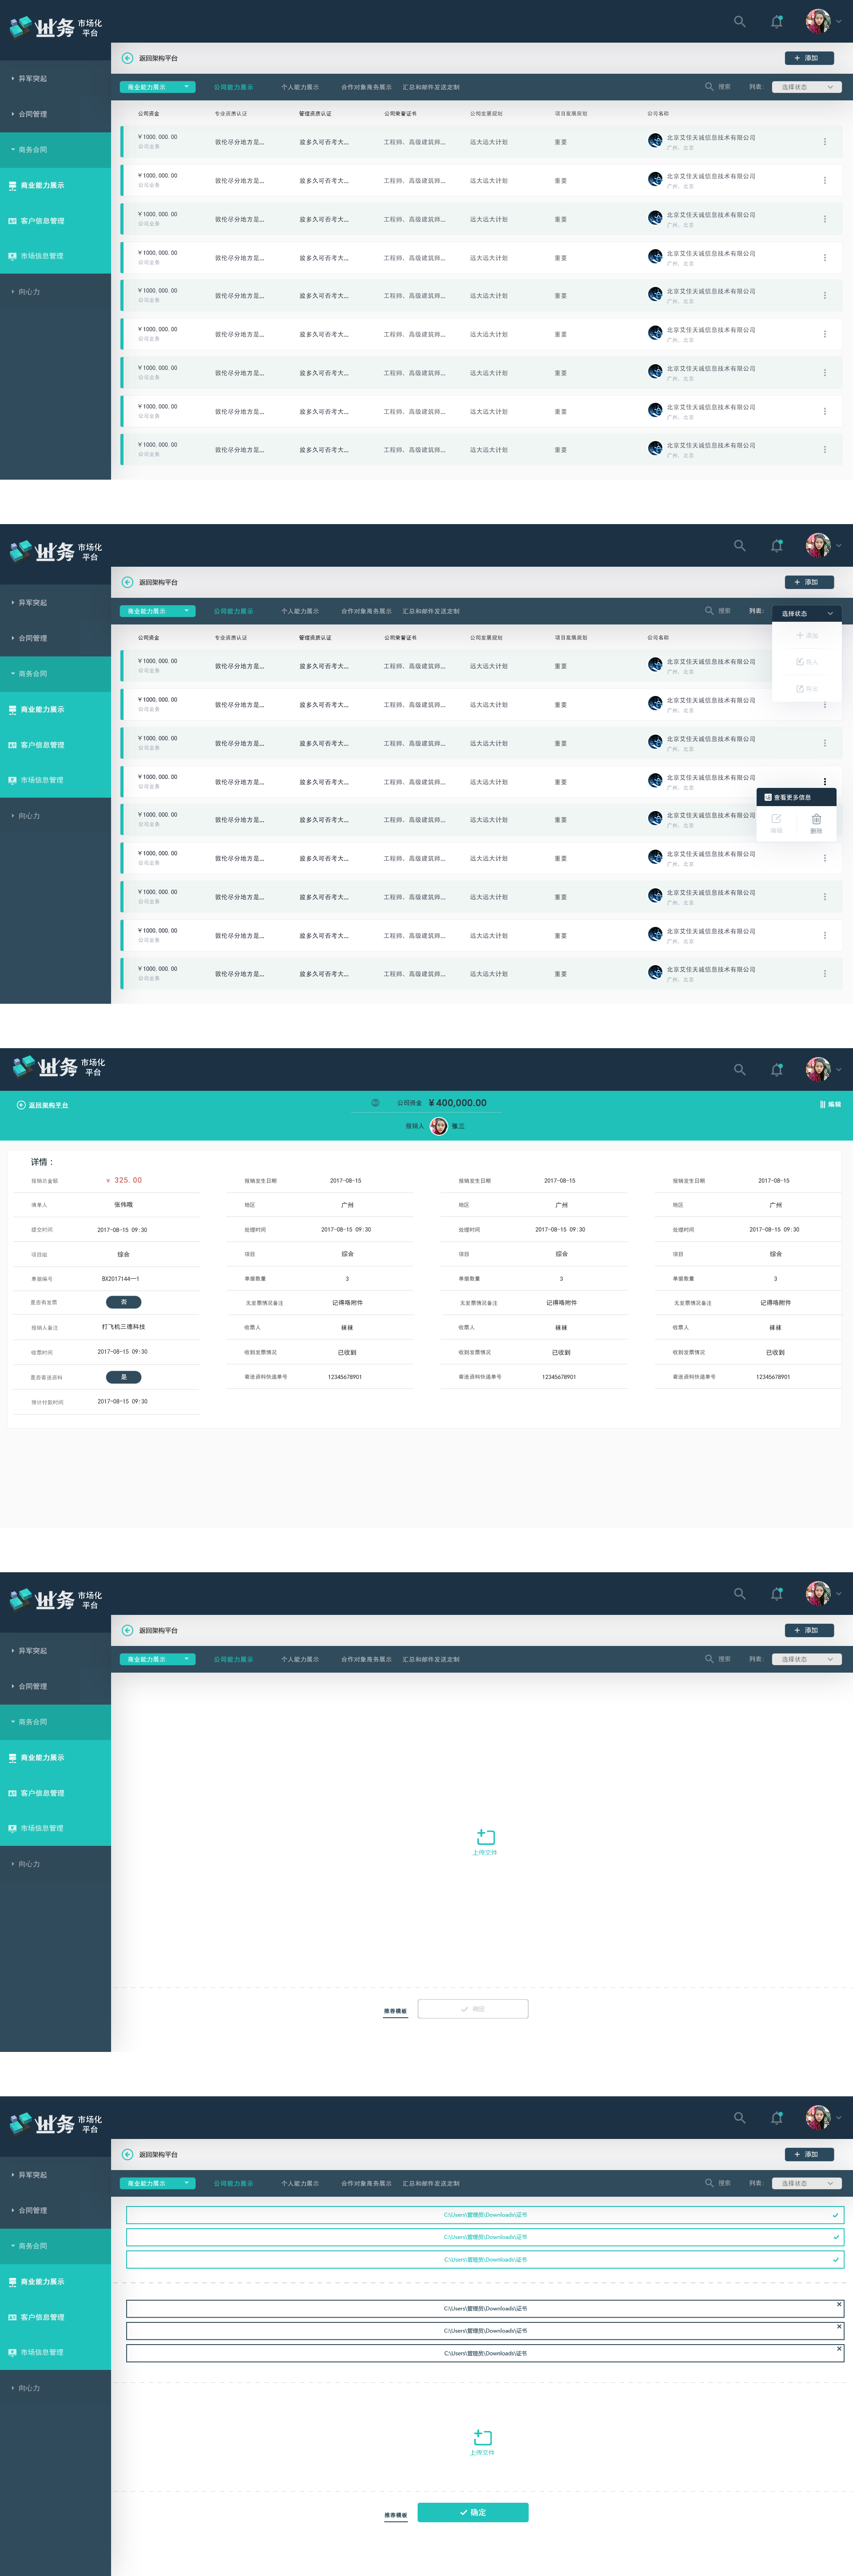 业务 市场化
平台
返回架构平台
+ 添加
异军突起
合同管理
商务合同
商业能力展示
客户信息管理
市场信息管理
向心力
商业能力展示 公司能力展示 个人能力展示 合作对象商务展示 汇总和邮件发送定制 搜索 列表: 选择状态
公司资金 专业资质认证 管理资质认证 公司荣誉证书 公司发展规划 项目发展规划 公司名称
¥1000,000.00 敦伦尽分地方是... 多久可否考大... 工程师、高级建筑师... 远大远大计划 重要 北京艾佳天诚信息技术有限公司
公司业务 广州、北京
¥1000,000.00 敦伦尽分地方是... 多久可否考大... 工程师、高级建筑师... 远大远大计划 重要 北京艾佳天诚信息技术有限公司
公司业务 广州、北京
¥1000,000.00 敦伦尽分地方是... 多久可否考大... 工程师、高级建筑师... 远大远大计划 重要 北京艾佳天诚信息技术有限公司
公司业务 广州、北京
¥1000,000.00 敦伦尽分地方是... 多久可否考大... 工程师、高级建筑师... 远大远大计划 重要 北京艾佳天诚信息技术有限公司
公司业务 广州、北京
¥1000,000.00 敦伦尽分地方是... 多久可否考大... 工程师、高级建筑师... 远大远大计划 重要 北京艾佳天诚信息技术有限公司
公司业务 广州、北京
¥1000,000.00 敦伦尽分地方是... 多久可否考大... 工程师、高级建筑师... 远大远大计划 重要 北京艾佳天诚信息技术有限公司
公司业务 广州、北京
¥1000,000.00 敦伦尽分地方是... 多久可否考大... 工程师、高级建筑师... 远大远大计划 重要 北京艾佳天诚信息技术有限公司
公司业务 广州、北京
¥1000,000.00 敦伦尽分地方是... 多久可否考大... 工程师、高级建筑师... 远大远大计划 重要 北京艾佳天诚信息技术有限公司
公司业务 广州、北京
¥1000,000.00 敦伦尽分地方是... 多久可否考大... 工程师、高级建筑师... 远大远大计划 重要 北京艾佳天诚信息技术有限公司
公司业务 广州、北京
业务 市场化
平台
返回架构平台
+ 添加
异军突起
合同管理
商务合同
商业能力展示
客户信息管理
市场信息管理
向心力
商业能力展示 公司能力展示 个人能力展示 合作对象商务展示 汇总和邮件发送定制 搜索 列表: 选择状态
添加
导入
导出
公司资金 专业资质认证 管理资质认证 公司荣誉证书 公司发展规划 项目发展规划 公司名称
¥1000,000.00 敦伦尽分地方是... 多久可否考大... 工程师、高级建筑师... 远大远大计划 重要 北京艾佳天诚信息技术有限公司
公司业务 广州、北京
¥1000,000.00 敦伦尽分地方是... 多久可否考大... 工程师、高级建筑师... 远大远大计划 重要 北京艾佳天诚信息技术有限公司
公司业务 广州、北京
¥1000,000.00 敦伦尽分地方是... 多久可否考大... 工程师、高级建筑师... 远大远大计划 重要 北京艾佳天诚信息技术有限公司
公司业务 广州、北京
¥1000,000.00 敦伦尽分地方是... 多久可否考大... 工程师、高级建筑师... 远大远大计划 重要 北京艾佳天诚信息技术有限公司
公司业务 广州、北京
查看更多信息
编辑 删除
¥1000,000.00 敦伦尽分地方是... 多久可否考大... 工程师、高级建筑师... 远大远大计划 重要 北京艾佳天诚信息技术有限公司
公司业务 广州、北京
¥1000,000.00 敦伦尽分地方是... 多久可否考大... 工程师、高级建筑师... 远大远大计划 重要 北京艾佳天诚信息技术有限公司
公司业务 广州、北京
¥1000,000.00 敦伦尽分地方是... 多久可否考大... 工程师、高级建筑师... 远大远大计划 重要 北京艾佳天诚信息技术有限公司
公司业务 广州、北京
¥1000,000.00 敦伦尽分地方是... 多久可否考大... 工程师、高级建筑师... 远大远大计划 重要 北京艾佳天诚信息技术有限公司
公司业务 广州、北京
¥1000,000.00 敦伦尽分地方是... 多久可否考大... 工程师、高级建筑师... 远大远大计划 重要 北京艾佳天诚信息技术有限公司
公司业务 广州、北京
业务 市场化
平台
返回架构平台
公司资金 ¥400,000.00
报销人 张三
编辑
详情：
报销总金额 ¥ 325.00 报销发生日期 2017-08-15 报销发生日期 2017-08-15 报销发生日期 2017-08-15
填单人 张伟哦 地区 广州 地区 广州 地区 广州
提交时间 2017-08-15 09:30 处理时间 2017-08-15 09:30 处理时间 2017-08-15 09:30 处理时间 2017-08-15 09:30
项目组 综合 项目 综合 项目 综合 项目 综合
单据编号 BX2017144—1 单据数量 3 单据数量 3 单据数量 3
是否有发票 否 无发票情况备注 记得咯附件 无发票情况备注 记得咯附件 无发票情况备注 记得咯附件
报销人备注 打飞机三德科技 收票人 袜袜 收票人 袜袜 收票人 袜袜
收票时间 2017-08-15 09:30 收到发票情况 已收到 收到发票情况 已收到 收到发票情况 已收到
是否寄送资料 是 寄送资料快递单号 12345678901 寄送资料快递单号 12345678901 寄送资料快递单号 12345678901
预计付款时间 2017-08-15 09:30
业务 市场化
平台
返回架构平台
+ 添加
异军突起
合同管理
商务合同
商业能力展示
客户信息管理
市场信息管理
向心力
商业能力展示 公司能力展示 个人能力展示 合作对象商务展示 汇总和邮件发送定制 搜索 列表: 选择状态
上传文件
推荐模板 确定
业务 市场化
平台
返回架构平台
+ 添加
异军突起
合同管理
商务合同
商业能力展示
客户信息管理
市场信息管理
向心力
商业能力展示 公司能力展示 个人能力展示 合作对象商务展示 汇总和邮件发送定制 搜索 列表: 选择状态
C:\Users\管理员\Downloads\证书
C:\Users\管理员\Downloads\证书
C:\Users\管理员\Downloads\证书
C:\Users\管理员\Downloads\证书
C:\Users\管理员\Downloads\证书
C:\Users\管理员\Downloads\证书
上传文件
推荐模板 确定